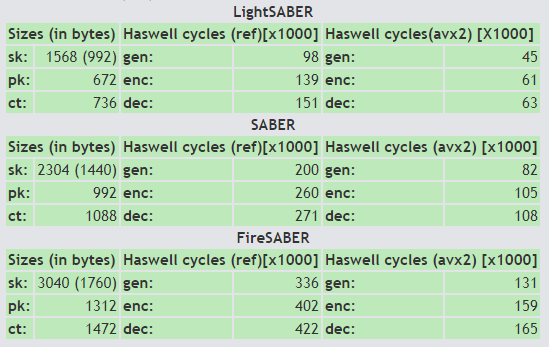 LightSABER
Sizes (in bytes) Haswell cycles (ref)[x1000] Haswell cycles(avx2) [X1000]
sk: 1568 (992) gen: 98 gen: 45
pk: 672 enc: 139 enc: 61
ct: 736 dec: 151 dec: 63
SABER
Sizes (in bytes) Haswell cycles (ref)[x1000] Haswell cycles (avx2) [x1000]
sk: 2304 (1440) gen: 200 gen: 82
pk: 992 enc: 260 enc: 105
ct: 1088 dec: 271 dec: 108
FireSABER
Sizes (in bytes) Haswell cycles (ref)[x1000] Haswell cycles (avx2) [x1000]
sk: 3040 (1760) gen: 336 gen: 131
pk: 1312 enc: 402 enc: 159
ct: 1472 dec: 422 dec: 165